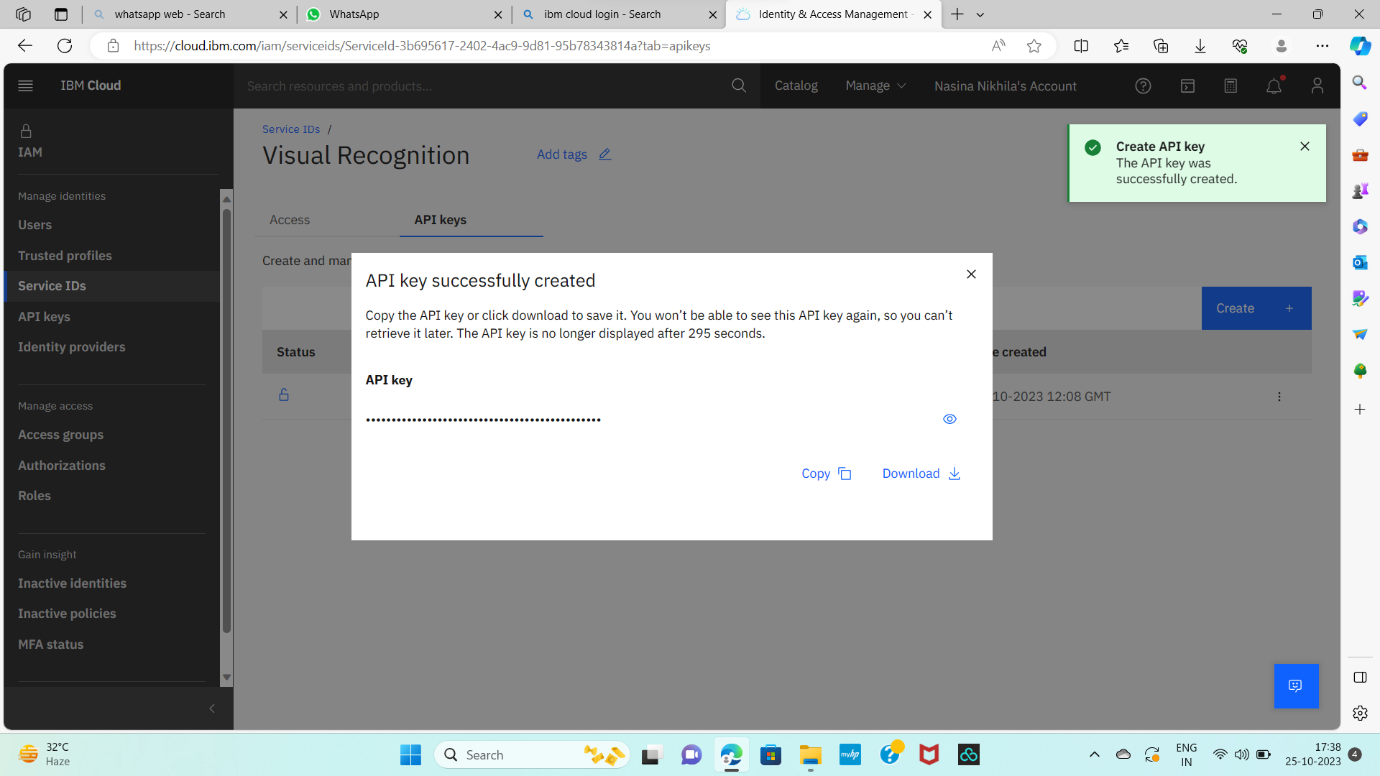 whatsapp web - Search
WhatsApp
ibm cloud login - Search
Identity & Access Management -
https://cloud.ibm.com/iam/serviceids/ServiceId-3b695617-2402-4ac9-9d81-95b78343814a?tab=apikeys
IBM Cloud
Search resources and products...
Catalog
Manage
Nasina Nikhila's Account
IAM
Manage identities
Users
Trusted profiles
Service IDs
API keys
Identity providers
Manage access
Access groups
Authorizations
Roles
Gain insight
Inactive identities
Inactive policies
MFA status
Service IDs /
Visual Recognition
Add tags
Create API key
The API key was
successfully created.
Access
API keys
Create and man
Create +
Status
e created
10-2023 12:08 GMT
API key successfully created
Copy the API key or click download to save it. You won't be able to see this API key again, so you can't
retrieve it later. The API key is no longer displayed after 295 seconds.
API key
••••••••••••••••••••••••••••••••••••••••••••
Copy
Download
32°C
Haze
Search
myhp
ENG
IN
17:38
25-10-2023
4